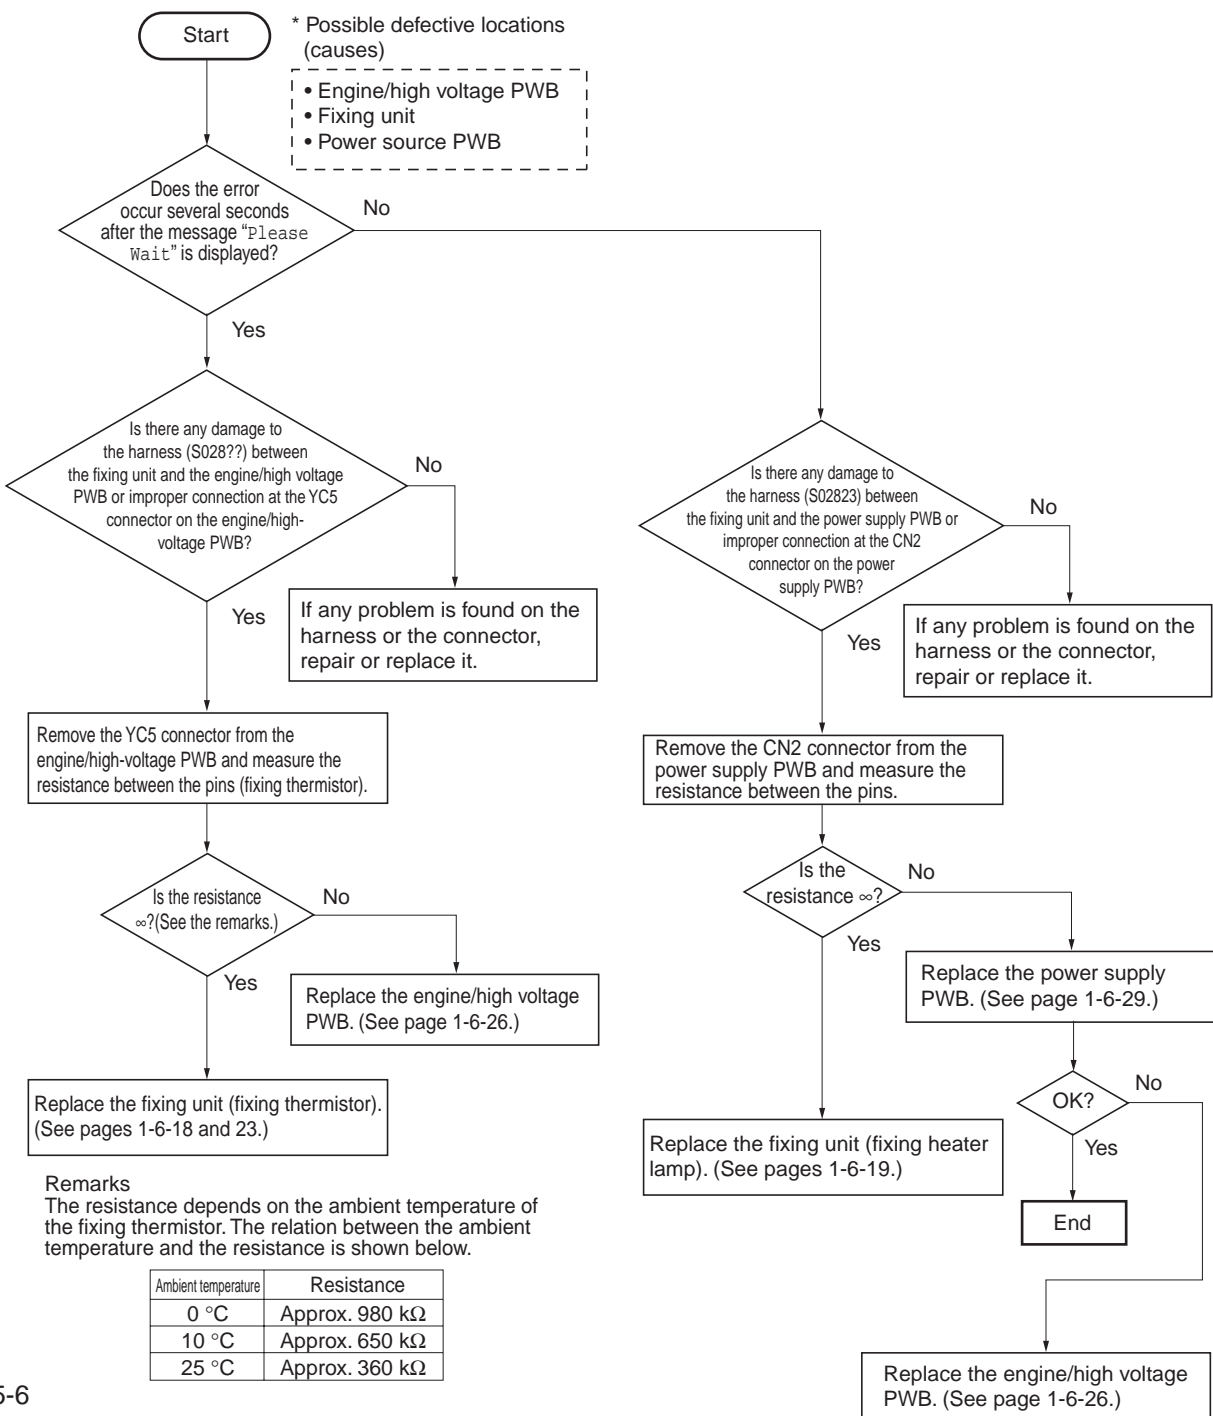 Start
* Possible defective locations
(causes)
• Engine/high voltage PWB
• Fixing unit
• Power source PWB
Does the error
occur several seconds
after the message “Please
Wait” is displayed?
No
Yes
Is there any damage to
the harness (S028??) between
the fixing unit and the engine/high voltage
PWB or improper connection at the YC5
connector on the engine/high-
voltage PWB?
No
Yes
If any problem is found on the
harness or the connector,
repair or replace it.
Remove the YC5 connector from the
engine/high-voltage PWB and measure the
resistance between the pins (fixing thermistor).
Is the resistance
∞?(See the remarks.)
No
Yes
Replace the engine/high voltage
PWB. (See page 1-6-26.)
Replace the fixing unit (fixing thermistor).
(See pages 1-6-18 and 23.)
Is there any damage to
the harness (S02823) between
the fixing unit and the power supply PWB or
improper connection at the CN2
connector on the power
supply PWB?
No
Yes
If any problem is found on the
harness or the connector,
repair or replace it.
Remove the CN2 connector from the
power supply PWB and measure the
resistance between the pins.
Is the
resistance ∞?
No
Yes
Replace the power supply
PWB. (See page 1-6-29.)
OK?
No
Yes
Replace the fixing unit (fixing heater
lamp). (See pages 1-6-19.)
End
Replace the engine/high voltage
PWB. (See page 1-6-26.)
Remarks
The resistance depends on the ambient temperature of
the fixing thermistor. The relation between the ambient
temperature and the resistance is shown below.
Ambient temperature Resistance
0 °C Approx. 980 kΩ
10 °C Approx. 650 kΩ
25 °C Approx. 360 kΩ
5-6